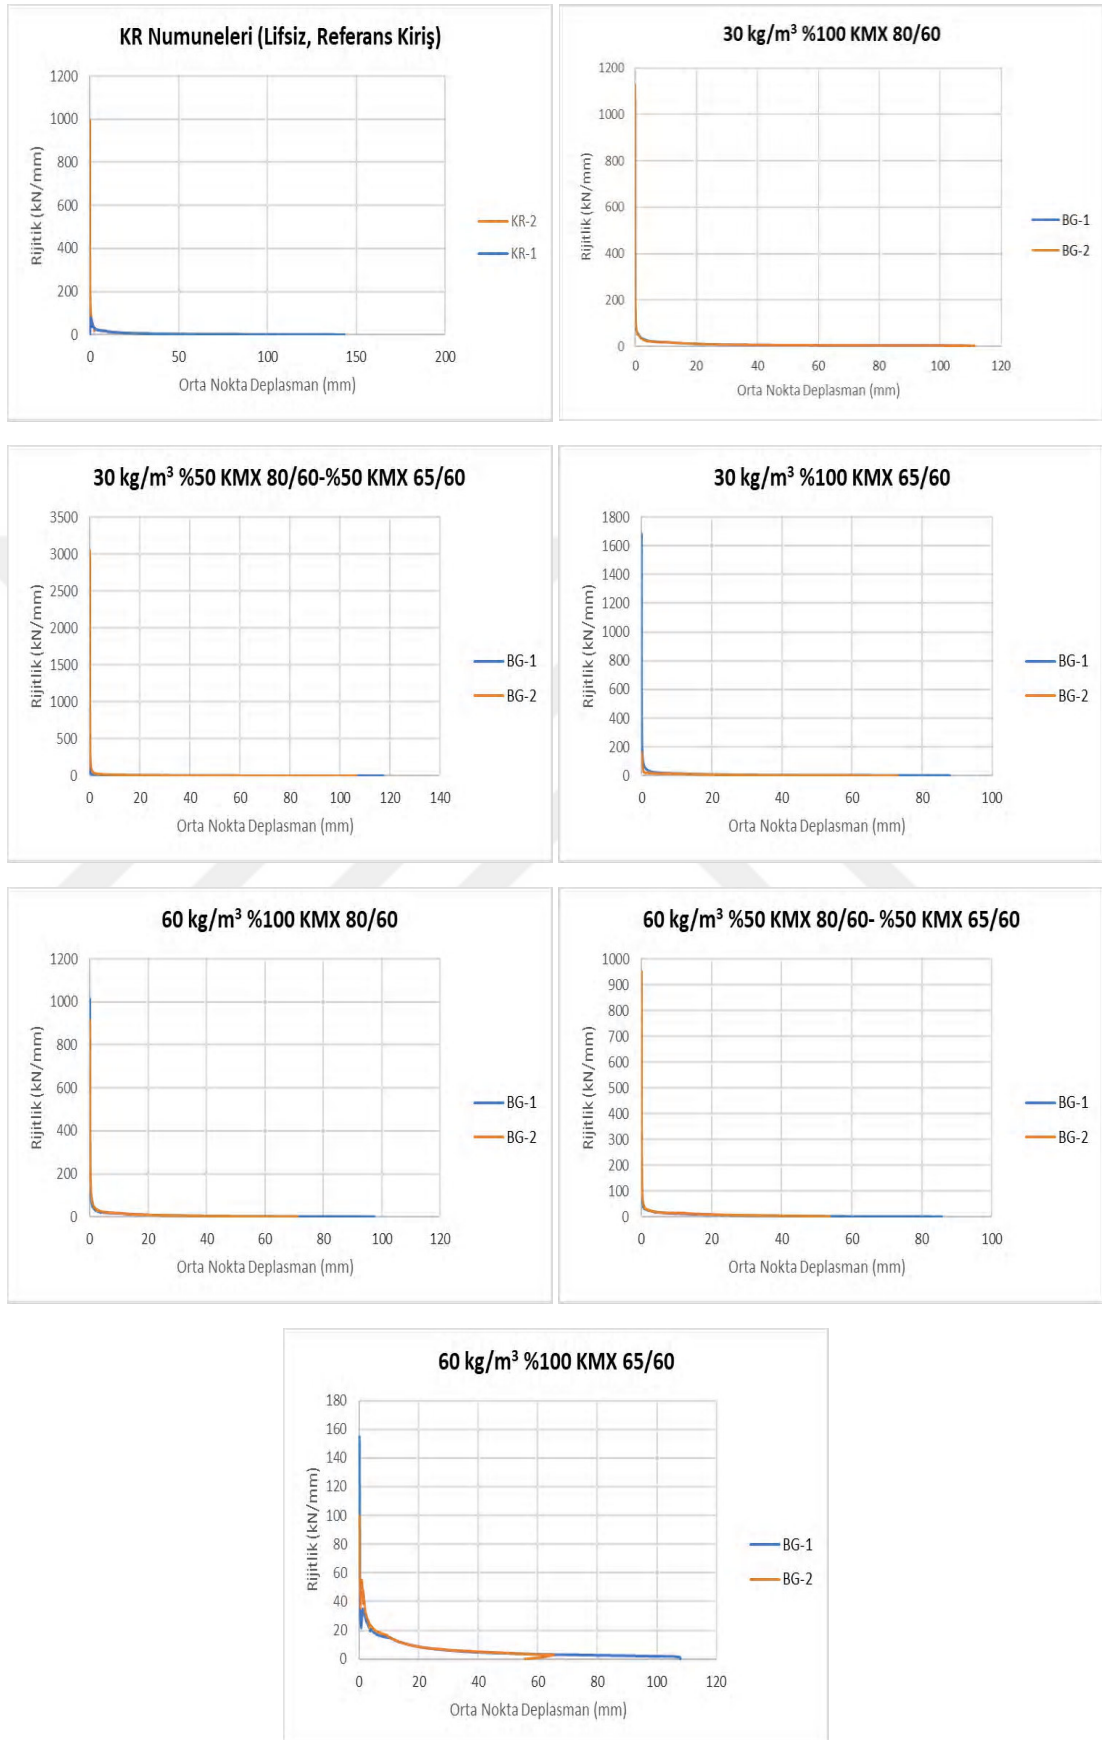 KR Numuneleri (Lifsiz, Referans Kiriş)
1200
1000
800
600
400
200
0
0 50 100 150 200
Rijitik (kN/mm)
Orta Nokta Deplasman (mm)
KR-2
KR-1
30 kg/m³ %100 KMX 80/60
1200
1000
800
600
400
200
0
0 20 40 60 80 100 120
Rijitlik (kN/mm)
Orta Nokta Deplasman (mm)
BG-1
BG-2
30 kg/m³ %50 KMX 80/60-%50 KMX 65/60
3500
3000
2500
2000
1500
1000
500
0
0 20 40 60 80 100 120 140
Rijitlik (kN/mm)
Orta Nokta Deplasman (mm)
BG-1
BG-2
30 kg/m³ %100 KMX 65/60
1800
1600
1400
1200
1000
800
600
400
200
0
0 20 40 60 80 100
Rijitlik (kN/mm)
Orta Nokta Deplasman (mm)
BG-1
BG-2
60 kg/m³ %100 KMX 80/60
1200
1000
800
600
400
200
0
0 20 40 60 80 100 120
Rijitlik (kN/mm)
Orta Nokta Deplasman (mm)
BG-1
BG-2
60 kg/m³ %50 KMX 80/60- %50 KMX 65/60
1000
900
800
700
600
500
400
300
200
100
0
0 20 40 60 80 100
Rijitlik (kN/mm)
Orta Nokta Deplasman (mm)
BG-1
BG-2
60 kg/m³ %100 KMX 65/60
180
160
140
120
100
80
60
40
20
0
0 20 40 60 80 100 120
Rijitlik (kN/mm)
Orta Nokta Deplasman (mm)
BG-1
BG-2